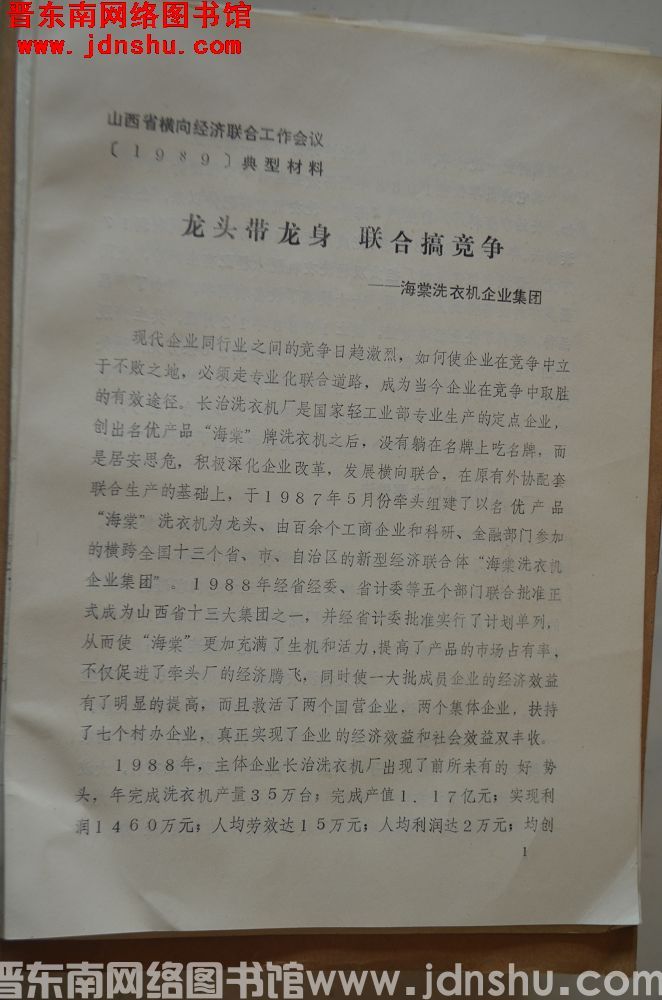 晋东南网络图书馆
www.jdnshu.com
山西省横向经济联合工作会议
〔1989〕典型材料
龙头带龙身 联合搞竞争
——海棠洗衣机企业集团
现代企业同行业之间的竞争日趋激烈，如何使企业在竞争中立
于不败之地，必须走专业化联合道路，成为当今企业在竞争中取胜
的有效途径。长治洗衣机厂是国家轻工业部专业生产的定点企业，
创出名优产品“海棠”牌洗衣机之后，没有躺在名牌上吃名牌，而
是居安思危，积极深化企业改革，发展横向联合，在原有外协配套
联合生产的基础上，于1987年5月份牵头组建了以名优产品
“海棠”洗衣机为龙头、由百余个工商企业和科研、金融部门参加
的横跨全国十三个省、市、自治区的新型经济联合体“海棠洗衣机
企业集团”。1988年经省经委、省计委等五个部门联合批准正
式成为山西省十三大集团之一，并经省计委批准实行了计划单列，
从而使“海棠”更加充满了生机和活力，提高了产品的市场占有率，
不仅促进了牵头厂的经济腾飞，同时使一大批成员企业的经济效益
有了明显的提高，而且救活了两个国营企业，两个集体企业，扶持
了七个村办企业，真正实现了企业的经济效益和社会效益双丰收。
1988年，主体企业长治洗衣机厂出现了前所未有的好势
头，年完成洗衣机产量35万台；完成产值1．17亿元；实现利
润1460万元；人均劳效达15万元；人均利润达2万元；均创
1
晋东南网络图书馆www.jdnshu.com